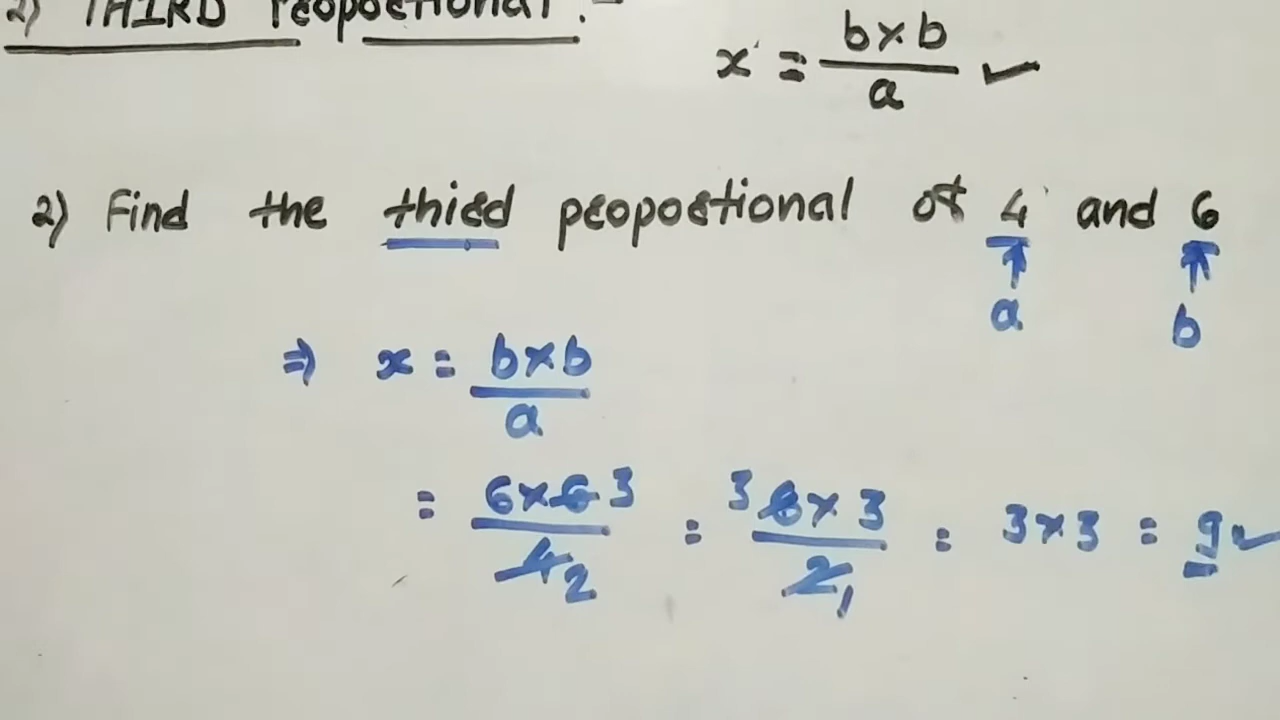 2) THIRD Proportional :-
x = b×b / a ✓
2) Find the third proportional of 4 and 6
a b
⇒ x = b×b / a
= 6×6 3 / 4 2 = 3 6×3 / 2 1 = 3×3 = 9 ✓